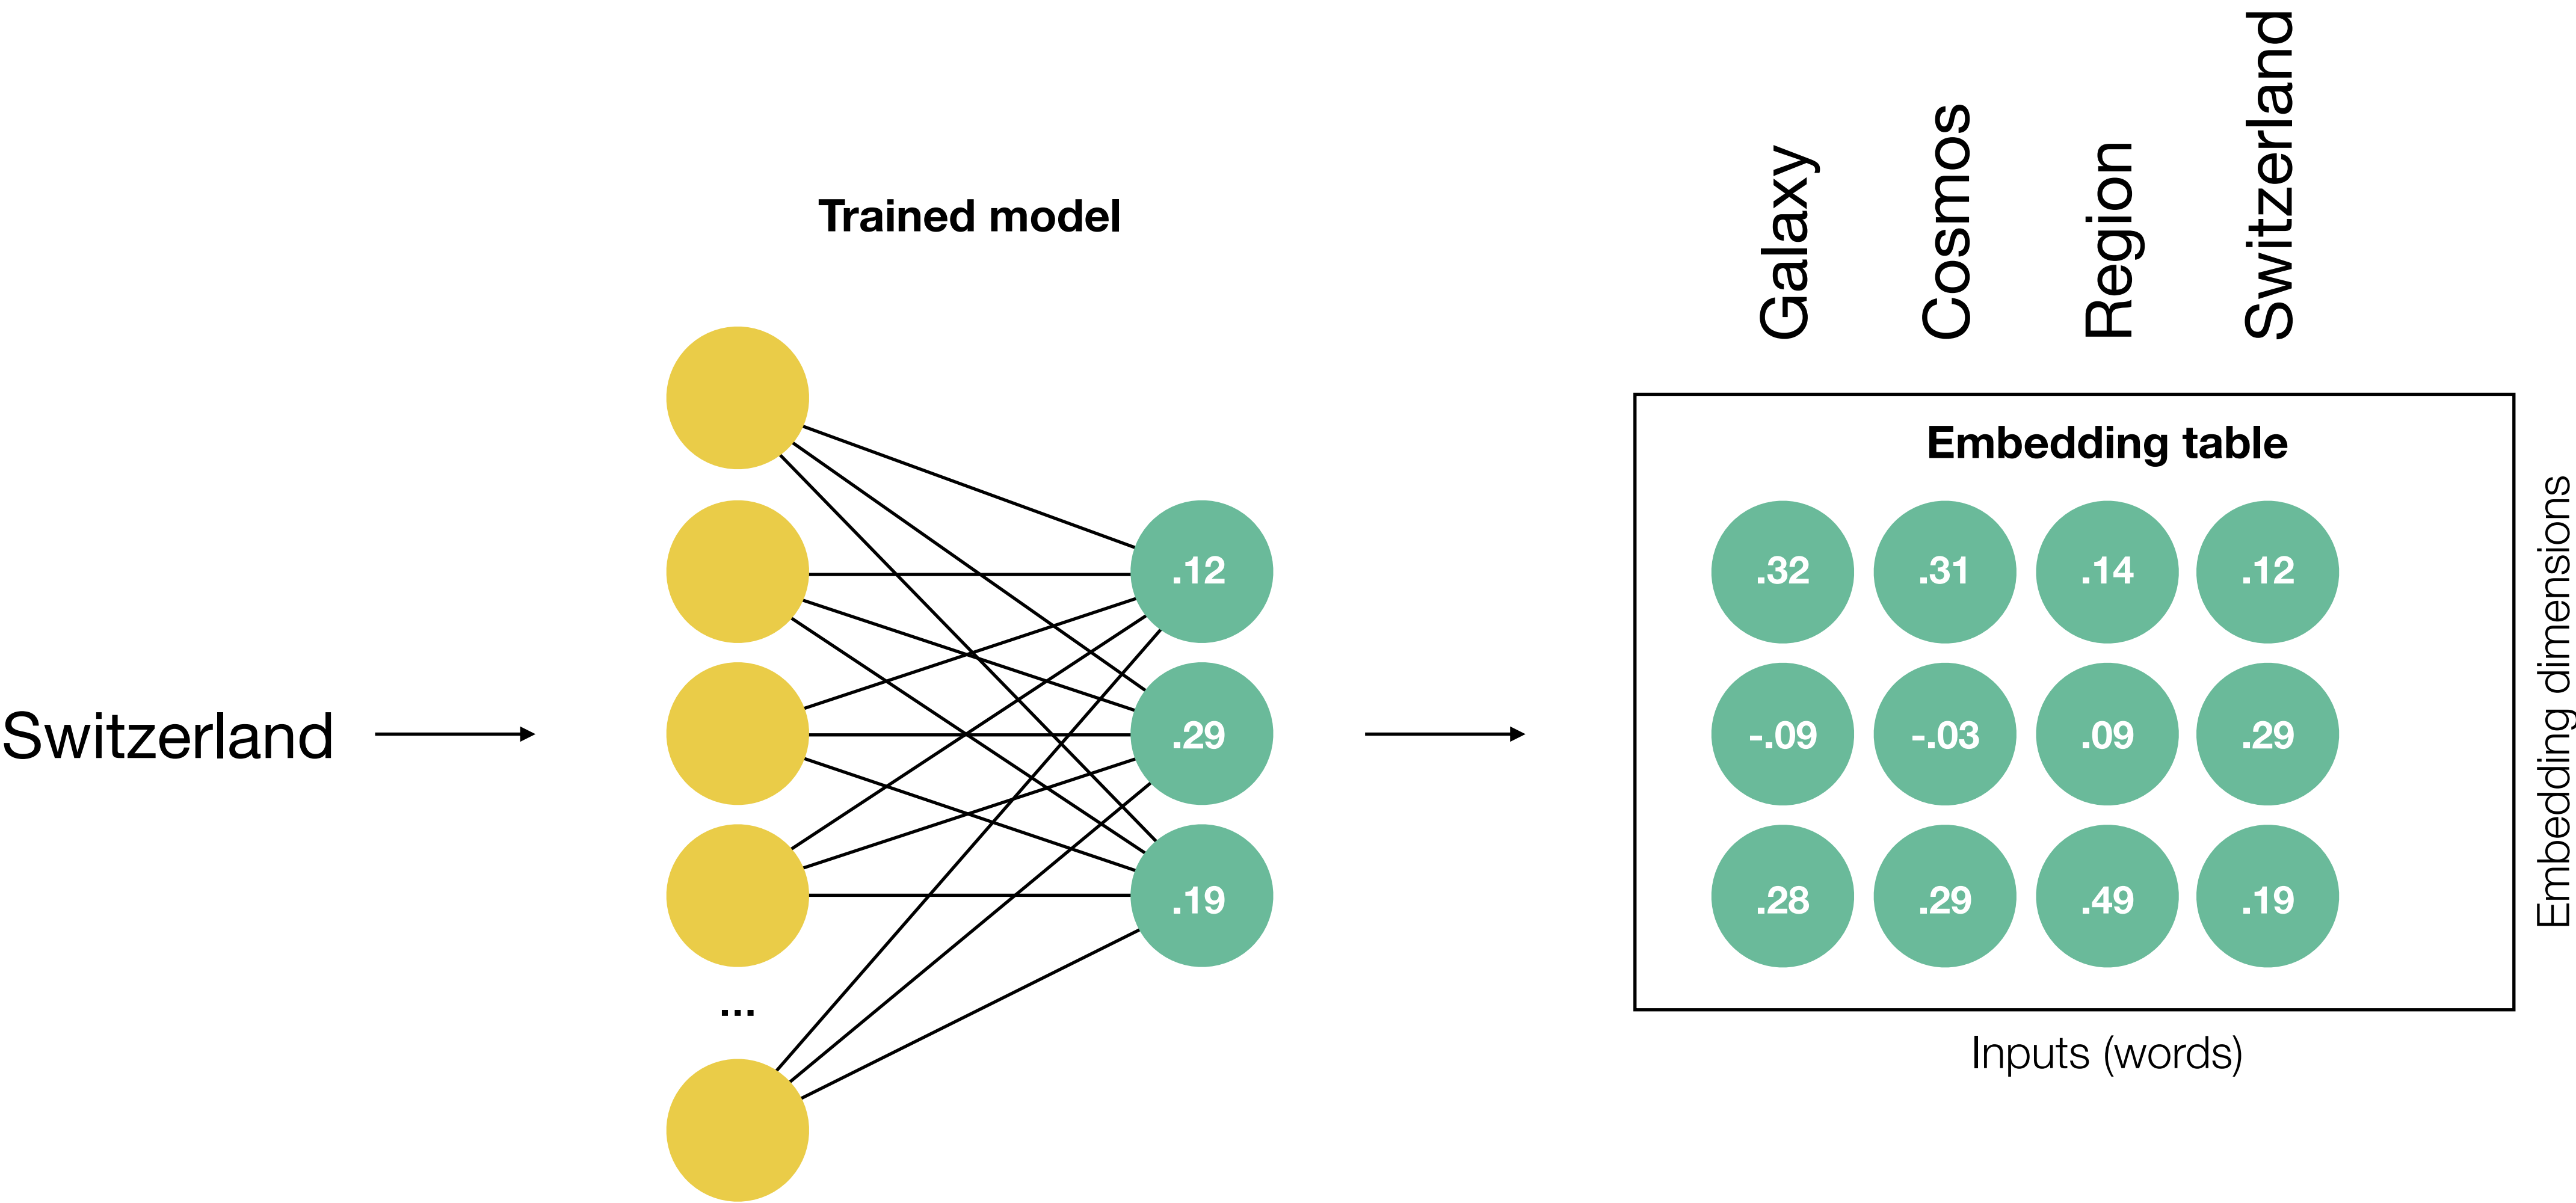 Switzerland
Trained model
.12
.29
.19
...
Galaxy
Cosmos
Region
Switzerland
Embedding table
.32 .31 .14 .12
-.09 -.03 .09 .29
.28 .29 .49 .19
Embedding dimensions
Inputs (words)